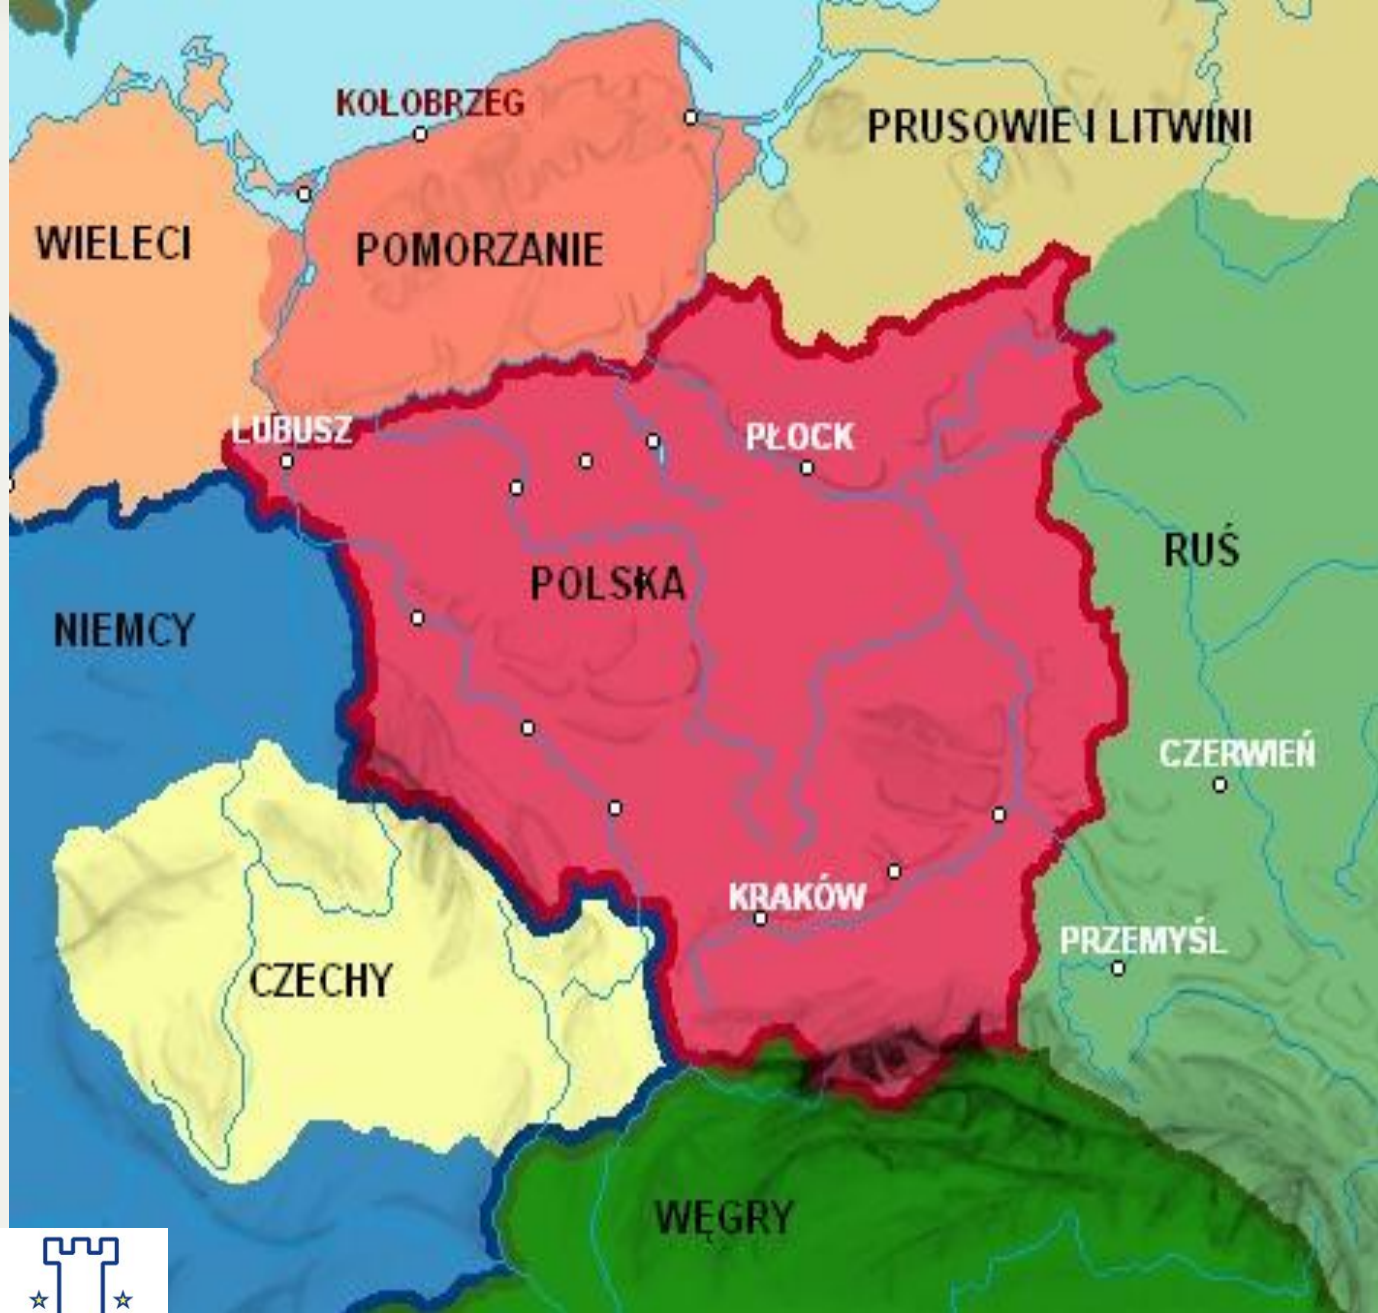 KOŁOBRZEG
PRUSOWIE I LITWINI
WIELECI
POMORZANIE
LUBUSZ
PŁOCK
RUŚ
POLSKA
NIEMCY
CZERWIEŃ
KRAKÓW
PRZEMYŚL
CZECHY
WĘGRY